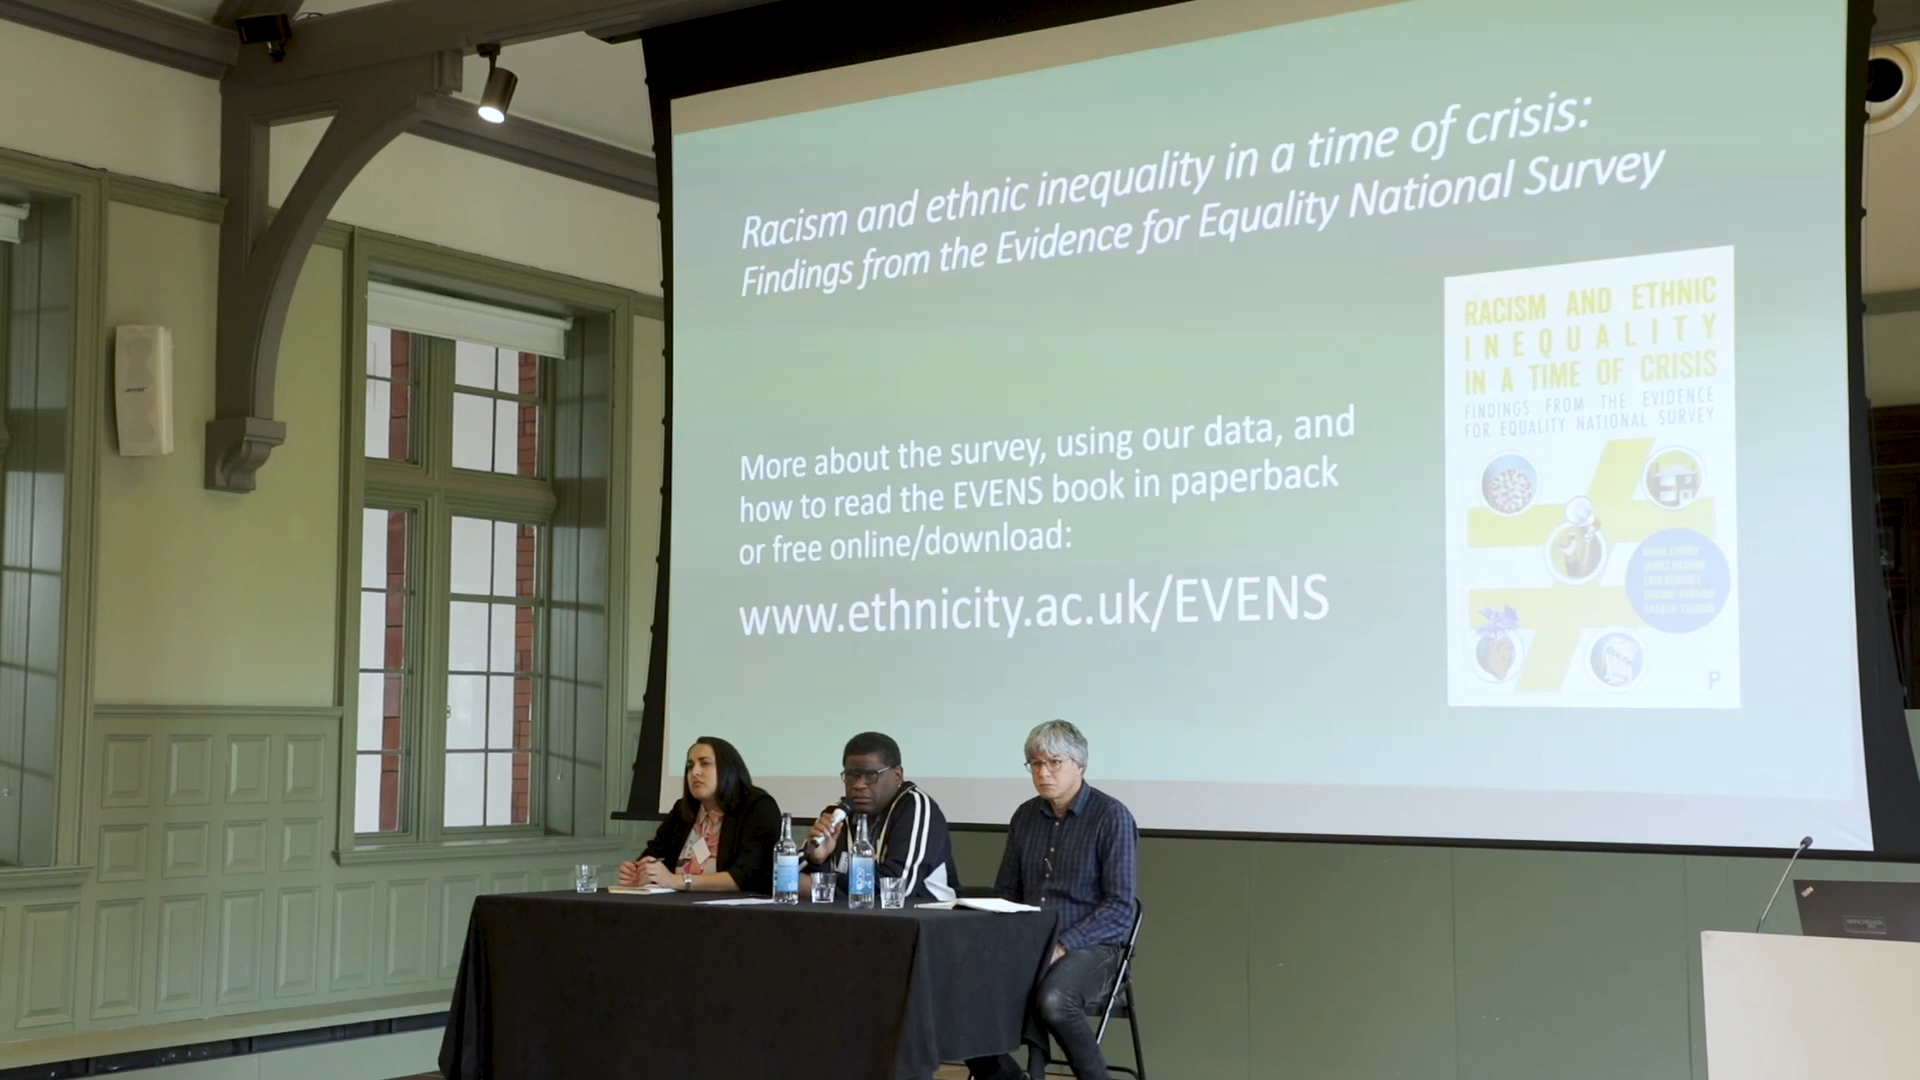 Racism and ethnic inequality in a time of crisis:
Findings from the Evidence for Equality National Survey
More about the survey, using our data, and
how to read the EVENS book in paperback
or free online/download:
www.ethnicity.ac.uk/EVENS
RACISM AND ETHNIC
INEQUALITY
IN A TIME OF CRISIS
FINDINGS FROM THE EVIDENCE
FOR EQUALITY NATIONAL SURVEY
P